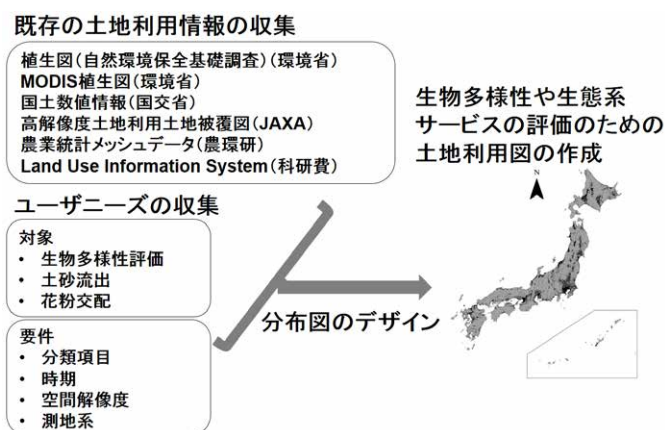 既存の土地利用情報の収集
植生図(自然環境保全基礎調査)(環境省)
MODIS植生図(環境省)
国土数値情報(国交省)
高解像度土地利用土地被覆図(JAXA)
農業統計メッシュデータ(農環研)
Land Use Information System(科研費)
ユーザニーズの収集
対象
• 生物多様性評価
• 土砂流出
• 花粉交配
要件
• 分類項目
• 時期
• 空間解像度
• 測地系
分布図のデザイン
生物多様性や生態系
サービスの評価のための
土地利用図の作成
N